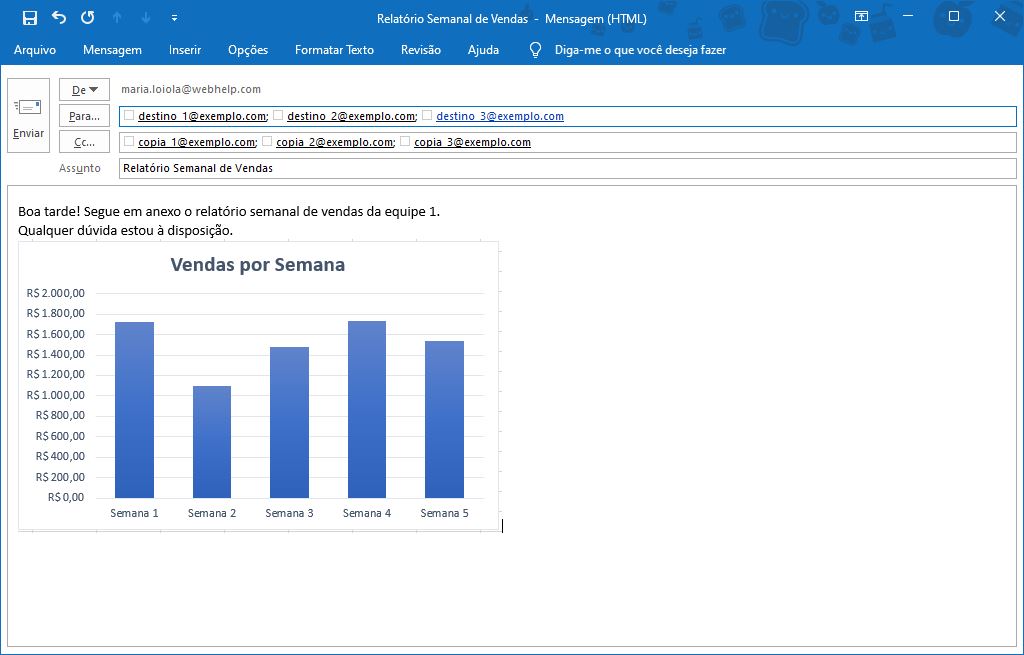 Relatório Semanal de Vendas - Mensagem (HTML)
Arquivo Mensagem Inserir Opções Formatar Texto Revisão Ajuda Diga-me o que você deseja fazer
De maria.loiola@webhelp.com
Para... destino_1@exemplo.com; destino_2@exemplo.com; destino_3@exemplo.com
Enviar
Cc... copia_1@exemplo.com; copia_2@exemplo.com; copia_3@exemplo.com
Assunto Relatório Semanal de Vendas
Boa tarde! Segue em anexo o relatório semanal de vendas da equipe 1.
Qualquer dúvida estou à disposição.
Vendas por Semana
R$ 2.000,00
R$ 1.800,00
R$ 1.600,00
R$ 1.400,00
R$ 1.200,00
R$ 1.000,00
R$ 800,00
R$ 600,00
R$ 400,00
R$ 200,00
R$ 0,00
Semana 1 Semana 2 Semana 3 Semana 4 Semana 5